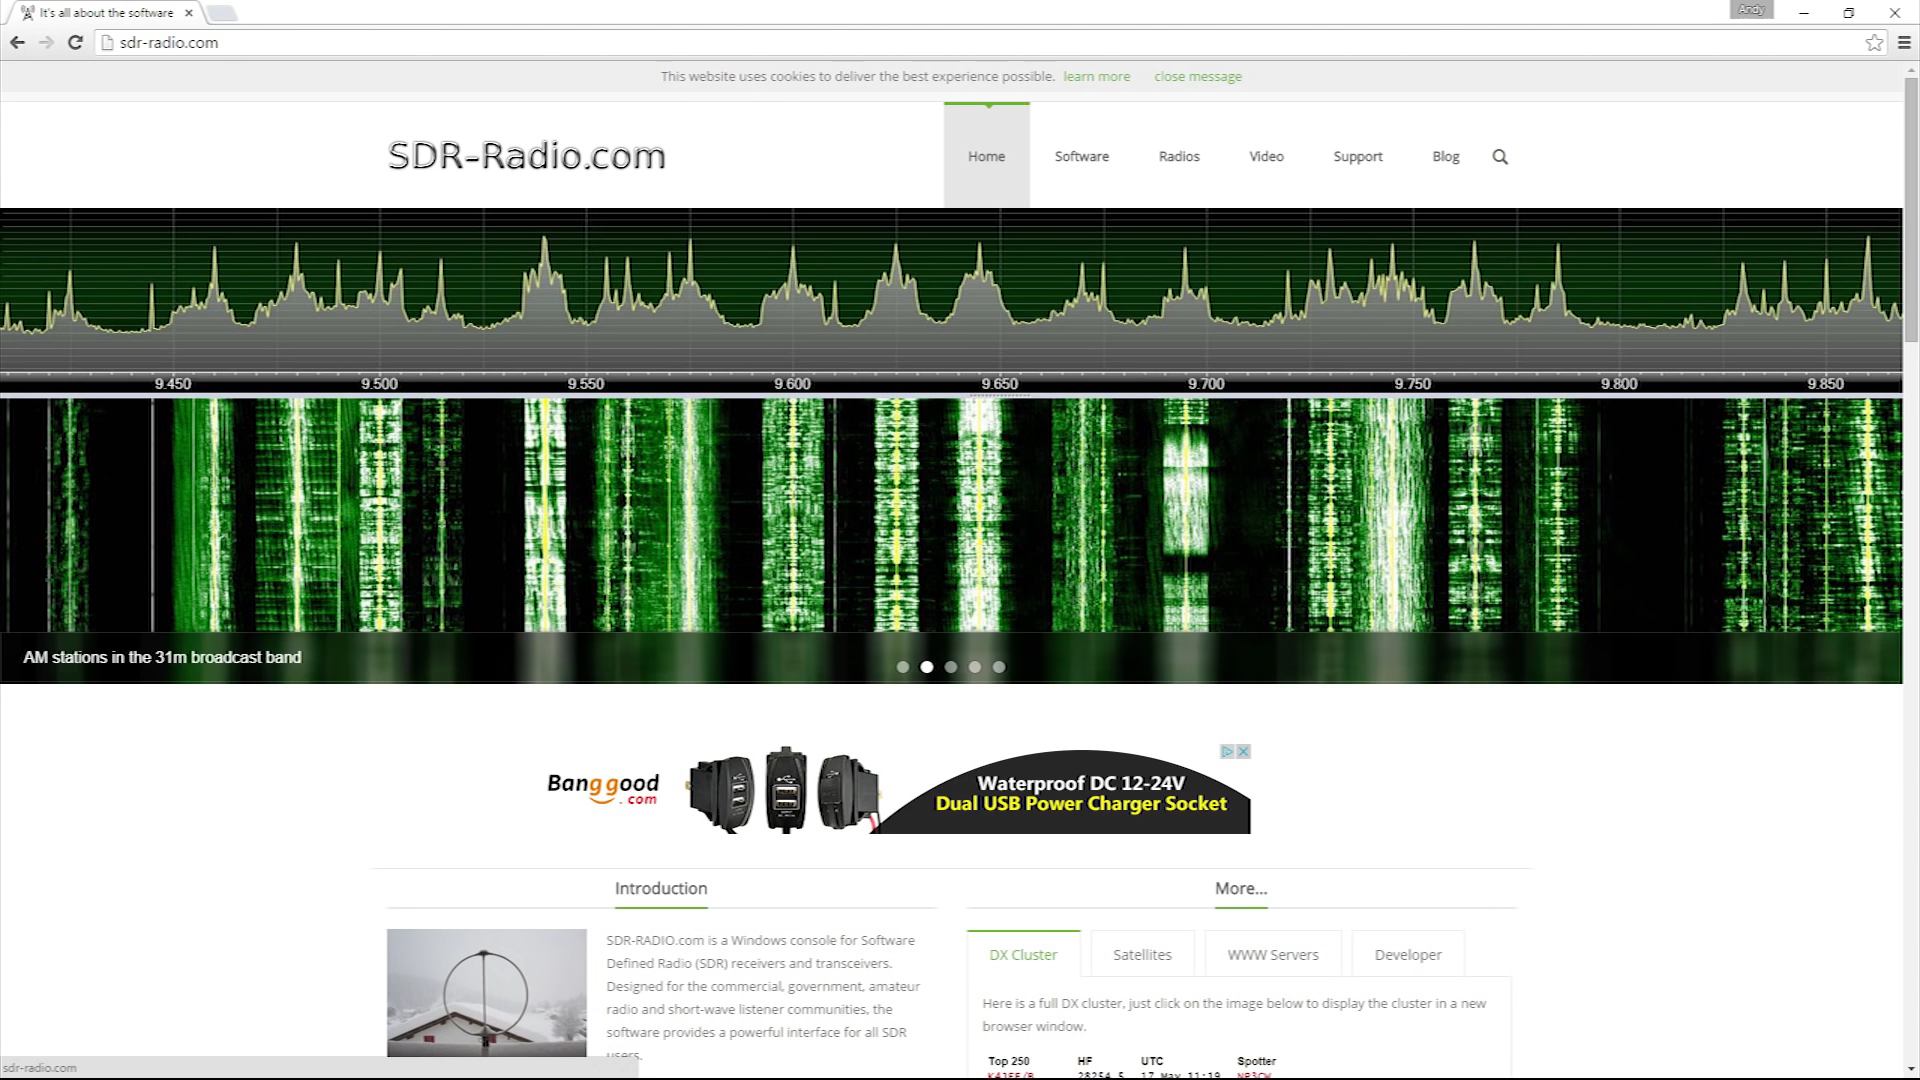 It's all about the software
Andy
sdr-radio.com
This website uses cookies to deliver the best experience possible. learn more close message
SDR-Radio.com
Home Software Radios Video Support Blog
9.450 9.500 9.550 9.600 9.650 9.700 9.750 9.800 9.850
AM stations in the 31m broadcast band
Banggood.com
Waterproof DC 12-24V
Dual USB Power Charger Socket
Introduction
SDR-RADIO.com is a Windows console for Software
Defined Radio (SDR) receivers and transceivers.
Designed for the commercial, government, amateur
radio and short-wave listener communities, the
software provides a powerful interface for all SDR
users.
More...
DX Cluster Satellites WWW Servers Developer
Here is a full DX cluster, just click on the image below to display the cluster in a new
browser window.
Top 250 HF UTC Spotter
28254.5 17 May 11:19
sdr-radio.com